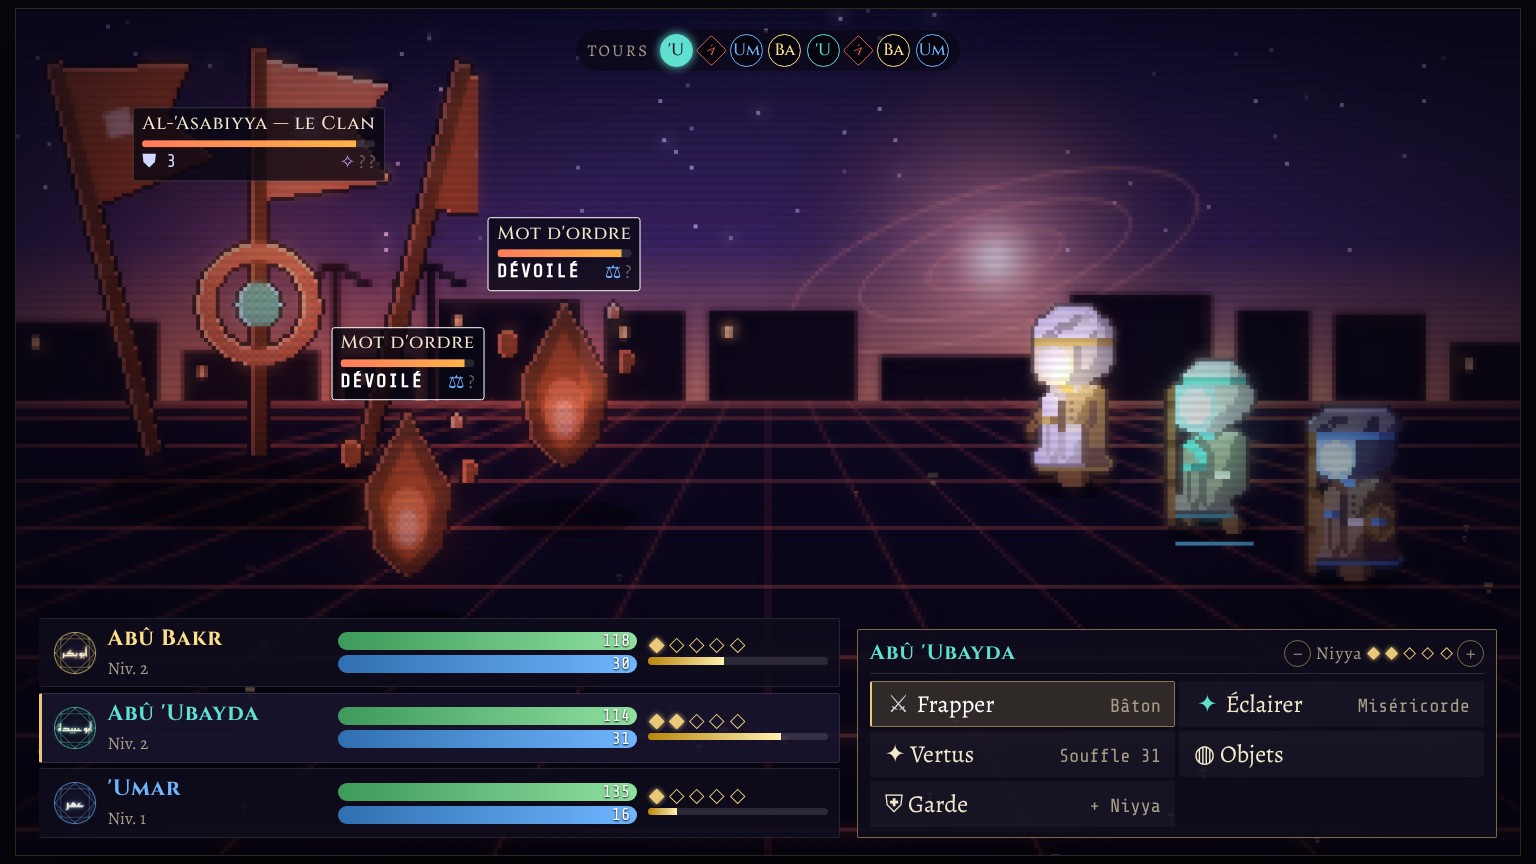 TOURS 'U UM BA 'U BA UM
AL-'ASABIYYA — LE CLAN
3 ??
MOT D'ORDRE
DÉVOILÉ ?
MOT D'ORDRE
DÉVOILÉ ?
ABÛ BAKR
Niv. 2
118
30
ABÛ 'UBAYDA
Niv. 2
114
31
'UMAR
Niv. 1
135
16
ABÛ 'UBAYDA − Niyya +
Frapper Bâton
Éclairer Miséricorde
Vertus Souffle 31
Objets
Garde + Niyya